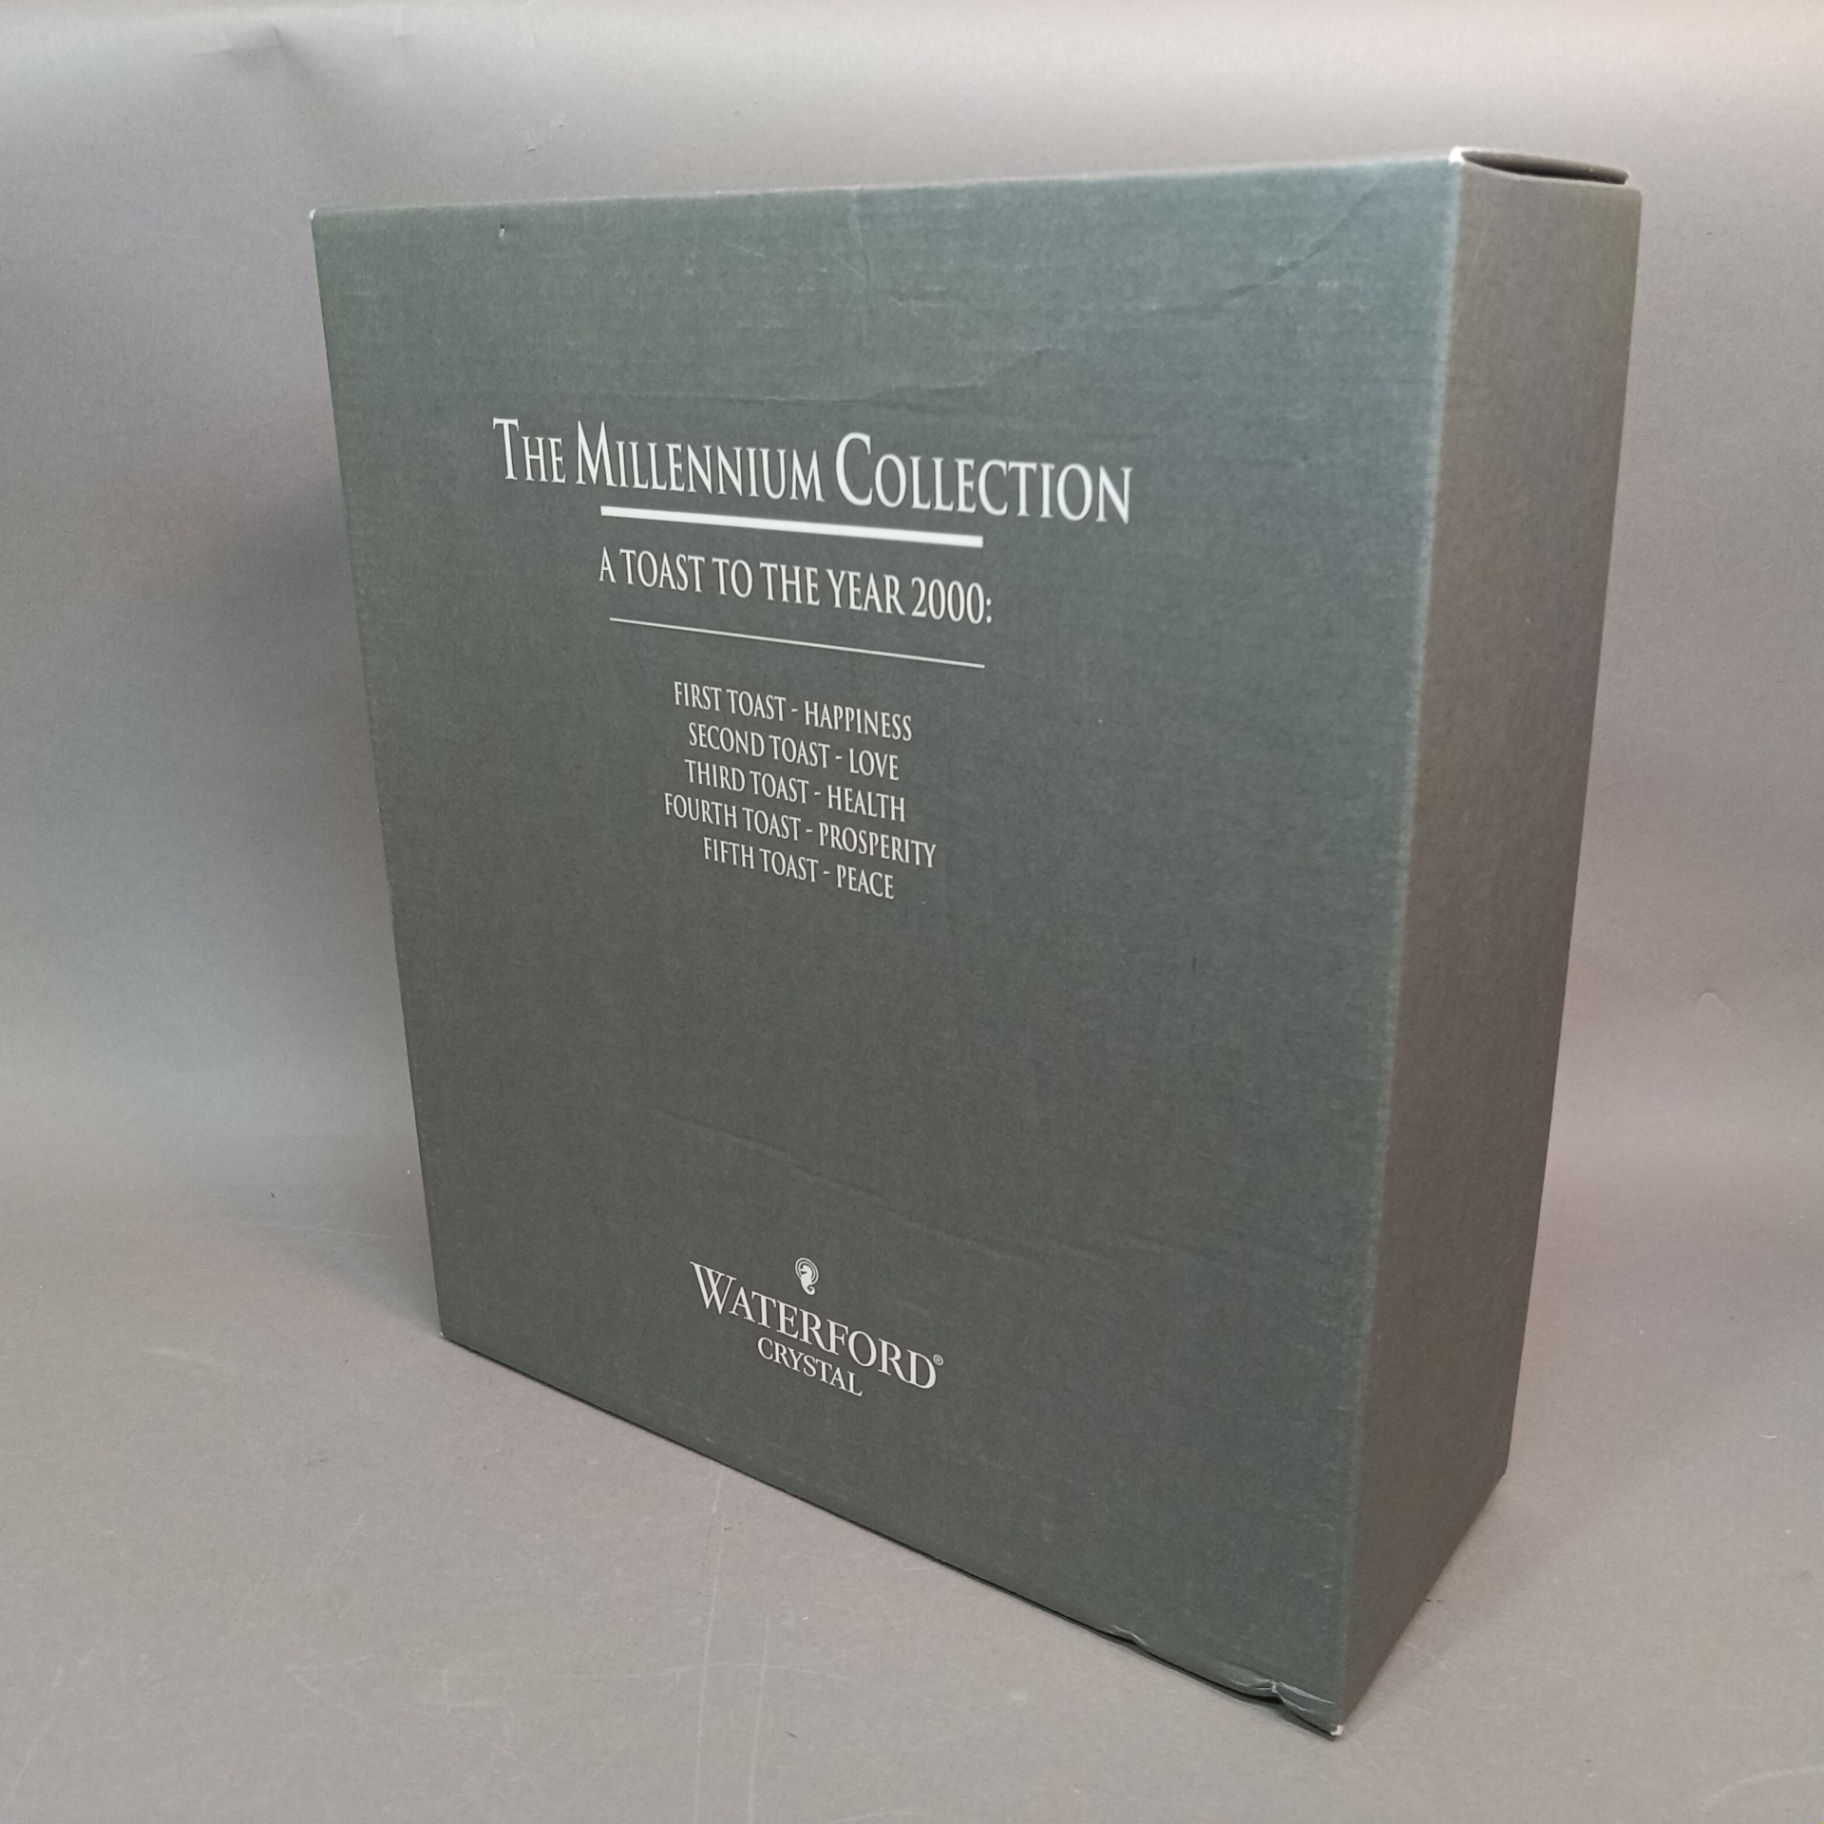 THE MILLENNIUM COLLECTION
A TOAST TO THE YEAR 2000:
FIRST TOAST - HAPPINESS
SECOND TOAST - LOVE
THIRD TOAST - HEALTH
FOURTH TOAST - PROSPERITY
FIFTH TOAST - PEACE
WATERFORD®
CRYSTAL